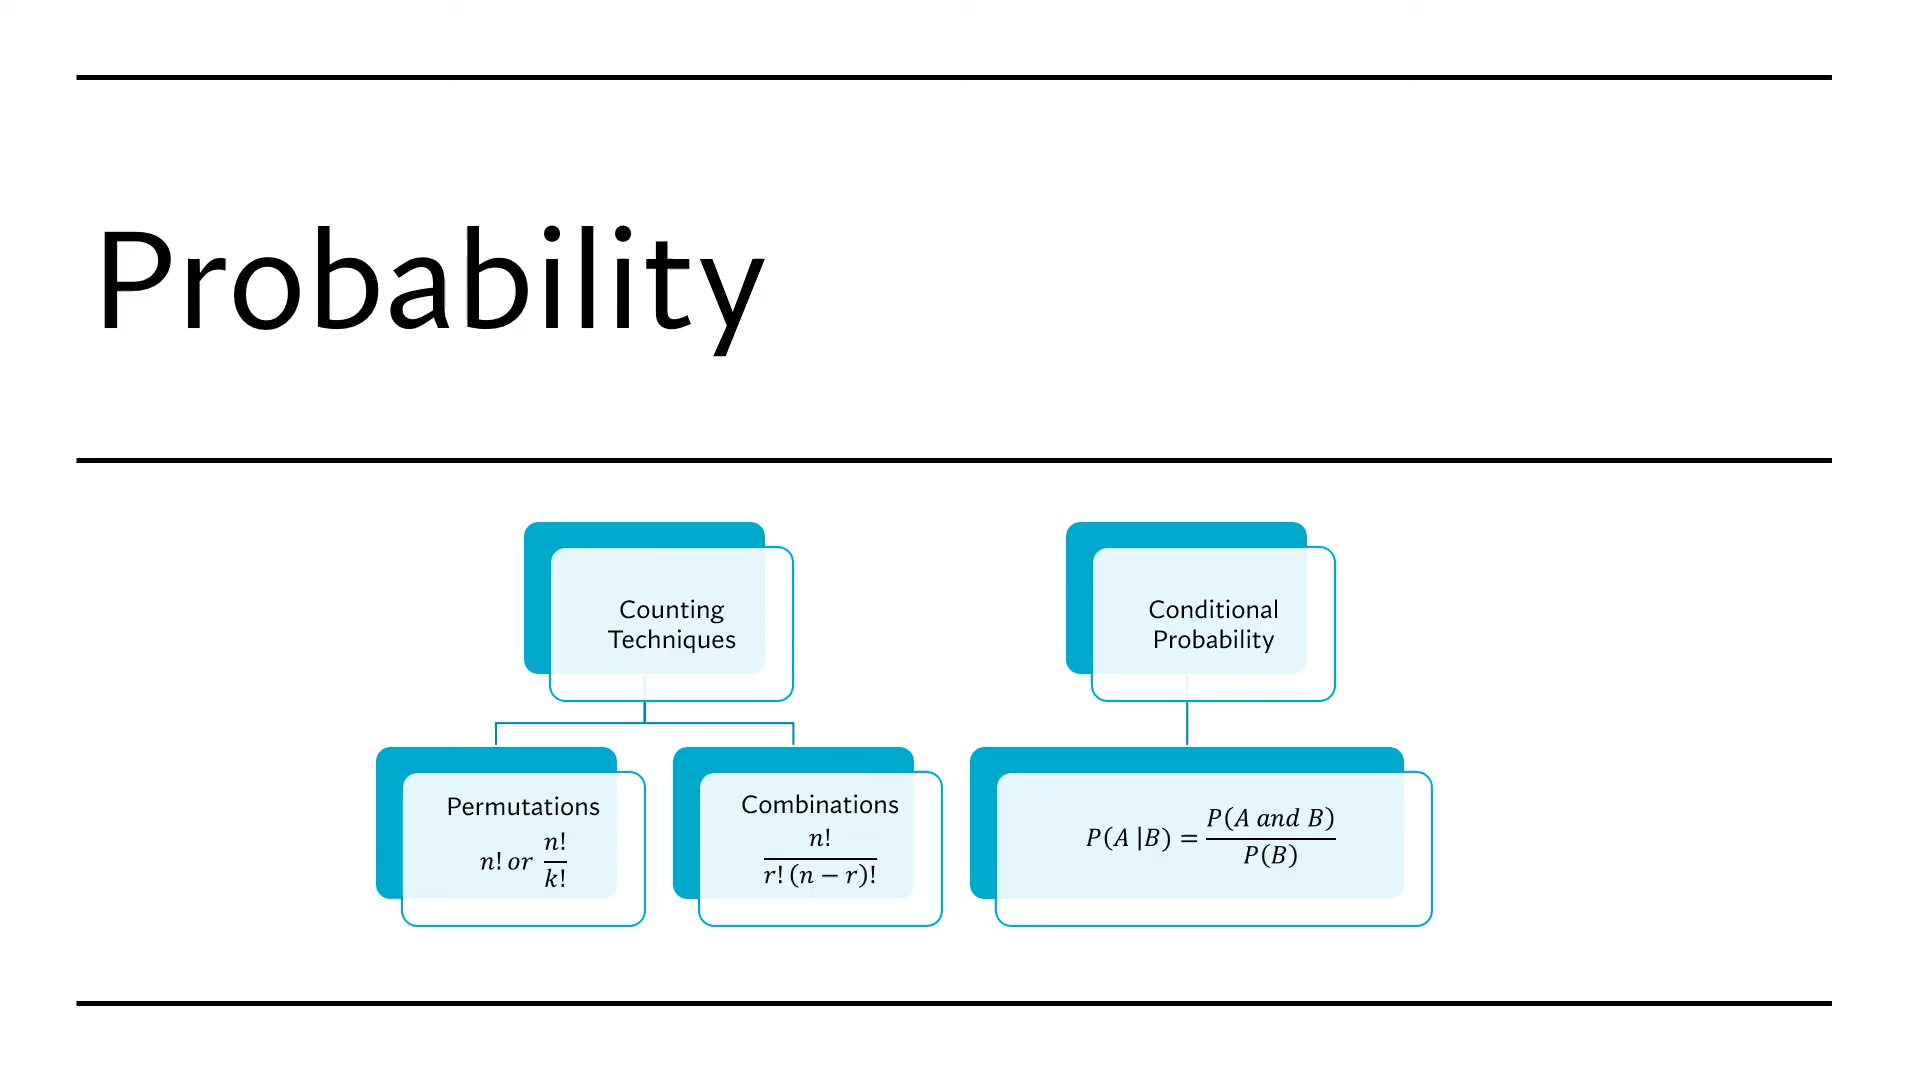 Probability
Counting
Techniques
Permutations
n! or n!/k!
Combinations
n!/r!(n − r)!
Conditional
Probability
P(A |B) = P(A and B)/P(B)